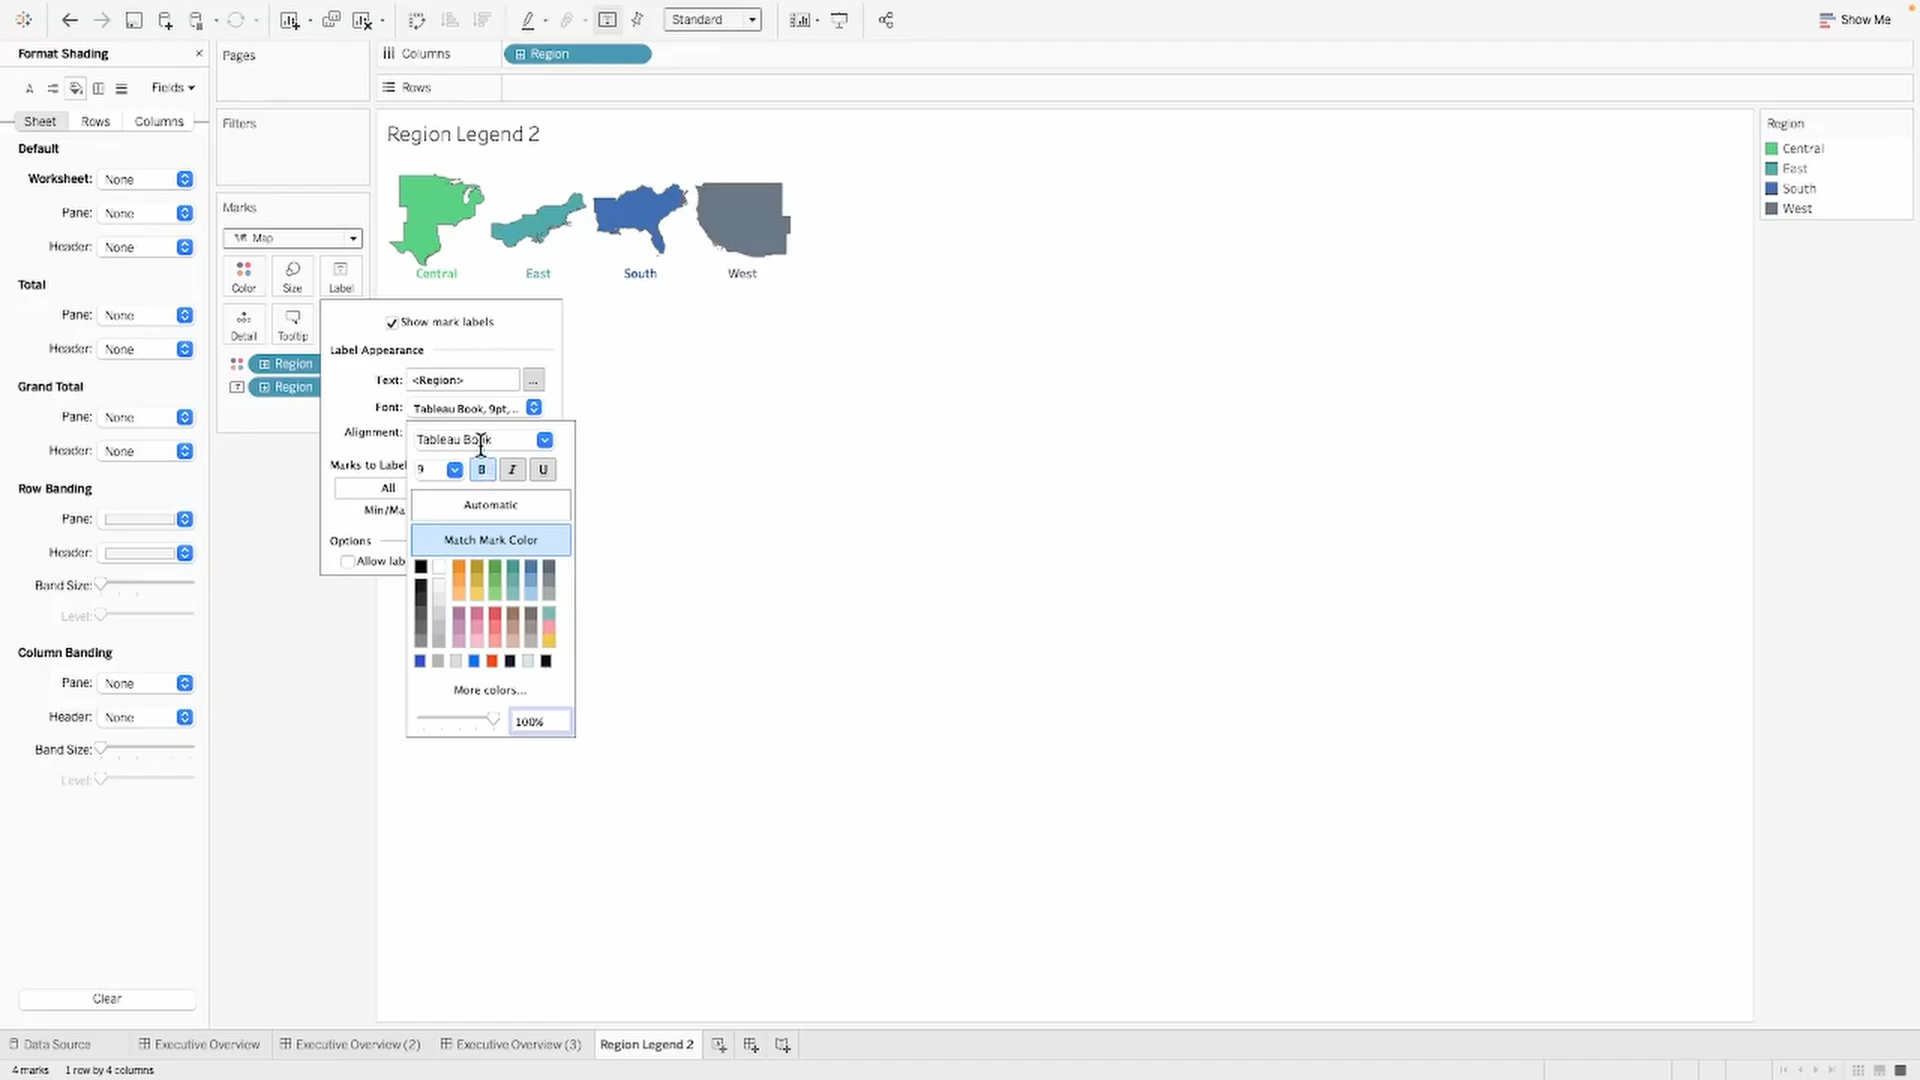 Standard
Show Me
Format Shading
Fields
Sheet Rows Columns
Default
Worksheet: None
Pane: None
Header: None
Total
Pane: None
Header: None
Grand Total
Pane: None
Header: None
Row Banding
Pane:
Header:
Band Size:
Level:
Column Banding
Pane: None
Header: None
Band Size:
Level:
Clear
Pages
Filters
Marks
Map
Color Size Label
Detail Tooltip
Region
Region
Columns Region
Rows
Region Legend 2
Central East South West
Show mark labels
Label Appearance
Text: <Region> ...
Font: Tableau Book, 9pt, ..
Alignment:
Marks to Label
All
Min/Ma
Options
Allow lab
Tableau Book
9 B I U
Automatic
Match Mark Color
More colors...
100%
Region
Central
East
South
West
Data Source Executive Overview Executive Overview (2) Executive Overview (3) Region Legend 2
4 marks 1 row by 4 columns